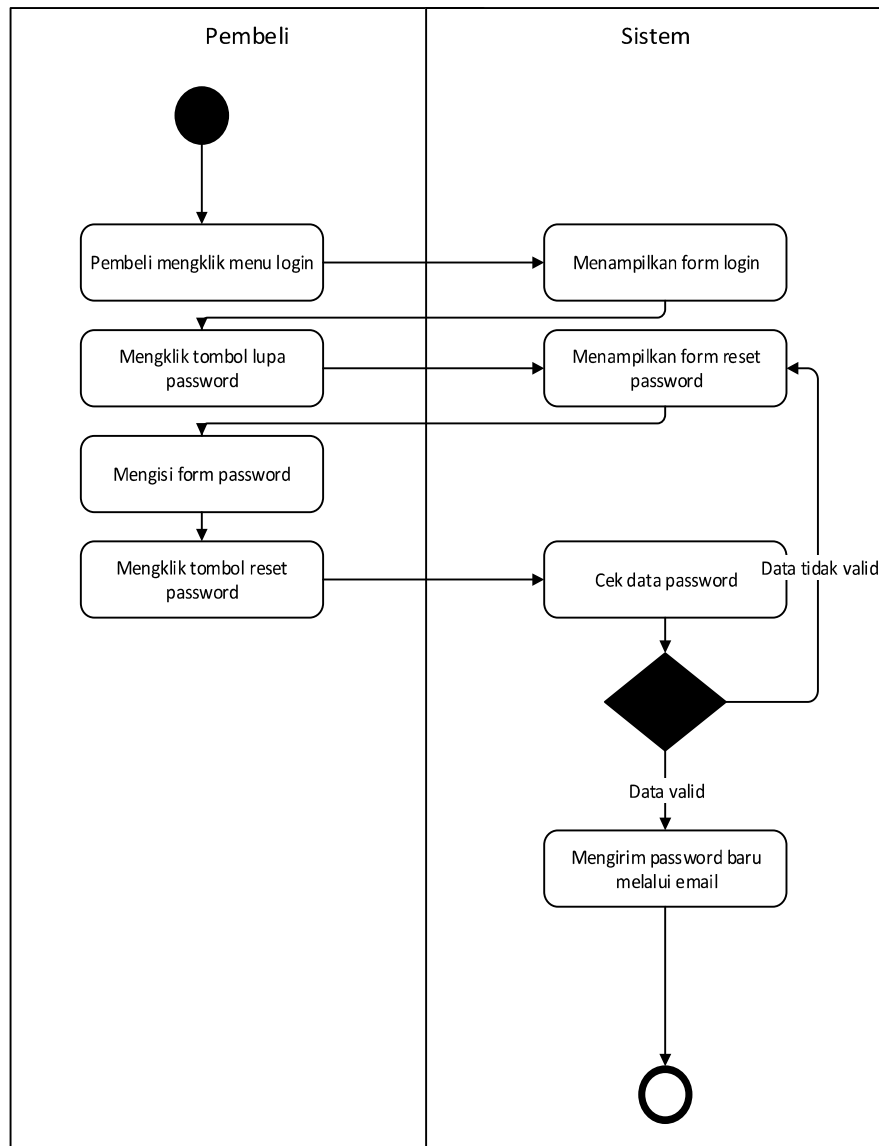 Pembeli
Sistem
Pembeli mengklik menu login
Menampilkan form login
Mengklik tombol lupa
password
Menampilkan form reset
password
Mengisi form password
Mengklik tombol reset
password
Cek data password
Data tidak valid
Data valid
Mengirim password baru
melalui email